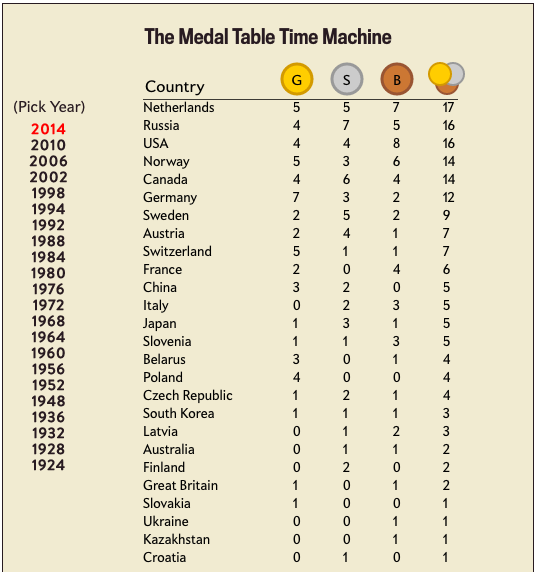 The Medal Table Time Machine
Country G S B
(Pick Year)
2014
2010
2006
2002
1998
1994
1992
1988
1984
1980
1976
1972
1968
1964
1960
1956
1952
1948
1936
1932
1928
1924
Netherlands 5 5 7 17
Russia 4 7 5 16
USA 4 4 8 16
Norway 5 3 6 14
Canada 4 6 4 14
Germany 7 3 2 12
Sweden 2 5 2 9
Austria 2 4 1 7
Switzerland 5 1 1 7
France 2 0 4 6
China 3 2 0 5
Italy 0 2 3 5
Japan 1 3 1 5
Slovenia 1 1 3 5
Belarus 3 0 1 4
Poland 4 0 0 4
Czech Republic 1 2 1 4
South Korea 1 1 1 3
Latvia 0 1 2 3
Australia 0 1 1 2
Finland 0 2 0 2
Great Britain 1 0 1 2
Slovakia 1 0 0 1
Ukraine 0 0 1 1
Kazakhstan 0 0 1 1
Croatia 0 1 0 1